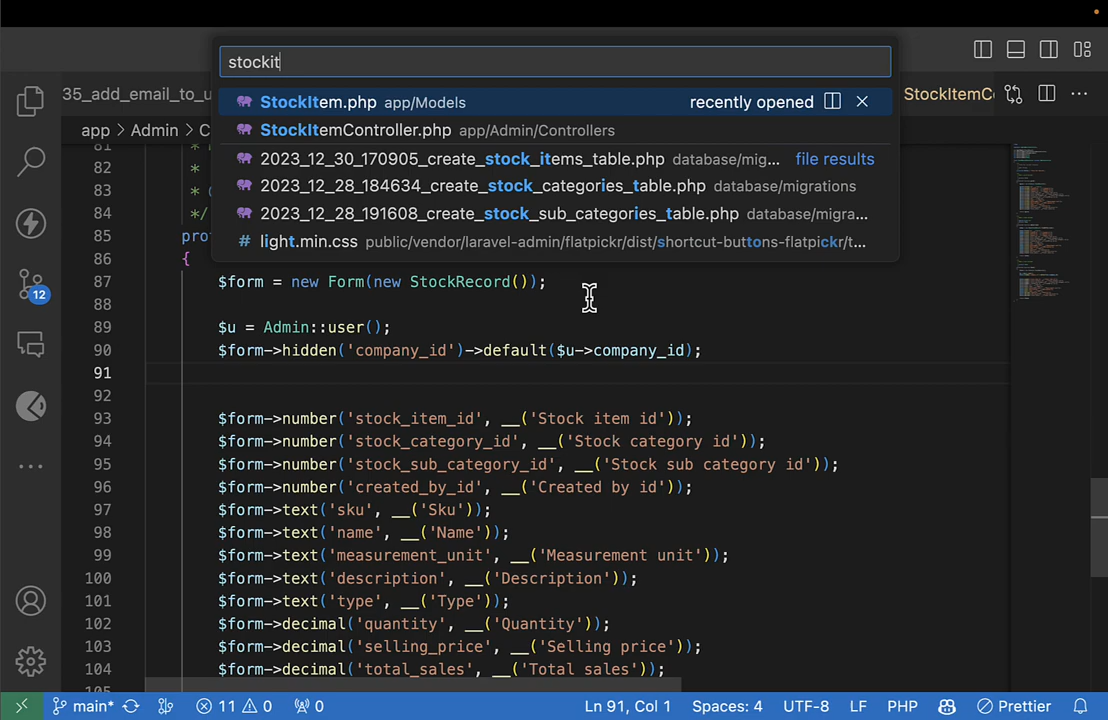 stockit
StockItem.php app/Models recently opened
StockItemController.php app/Admin/Controllers
2023_12_30_170905_create_stock_items_table.php database/mig... file results
2023_12_28_184634_create_stock_categories_table.php database/migrations
2023_12_28_191608_create_stock_sub_categories_table.php database/migra...
# light.min.css public/vendor/laravel-admin/flatpickr/dist/shortcut-buttons-flatpickr/t...
35_add_email_to_u
StockItemCo
...
app > Admin > C
81
82 *
83 *
84 */
85
86 {
87 $form = new Form(new StockRecord());
88
89 $u = Admin::user();
90 $form->hidden('company_id')->default($u->company_id);
91
92
93 $form->number('stock_item_id', __('Stock item id'));
94 $form->number('stock_category_id', __('Stock category id'));
95 $form->number('stock_sub_category_id', __('Stock sub category id'));
96 $form->number('created_by_id', __('Created by id'));
97 $form->text('sku', __('Sku'));
98 $form->text('name', __('Name'));
99 $form->text('measurement_unit', __('Measurement unit'));
100 $form->text('description', __('Description'));
101 $form->text('type', __('Type'));
102 $form->decimal('quantity', __('Quantity'));
103 $form->decimal('selling_price', __('Selling price'));
104 $form->decimal('total_sales', __('Total sales'));
12
main* 11 0 0 Ln 91, Col 1 Spaces: 4 UTF-8 LF PHP Prettier